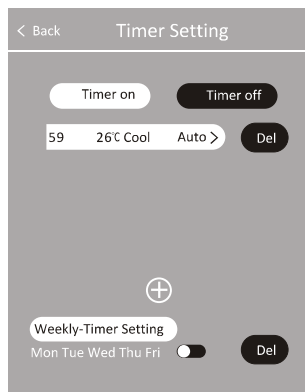 < Back Timer Setting
Timer on Timer off
59 26℃ Cool Auto > Del
Weekly-Timer Setting
Mon Tue Wed Thu Fri Del